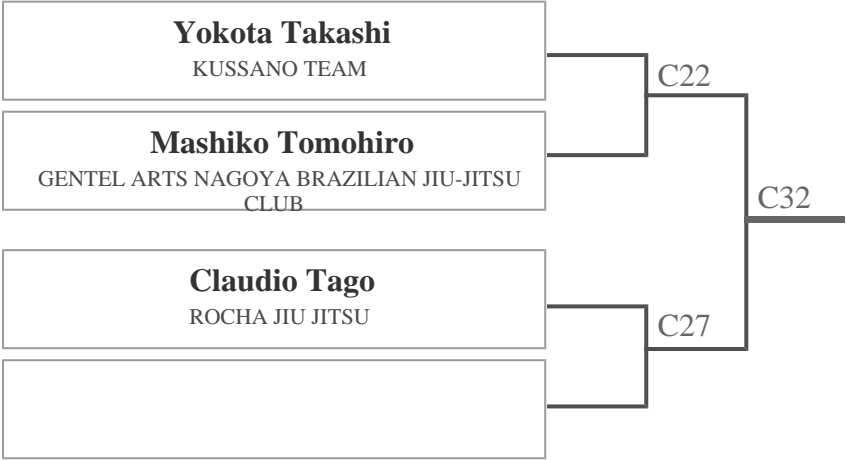 Yokota Takashi
KUSSANO TEAM
C22
Mashiko Tomohiro
GENTEL ARTS NAGOYA BRAZILIAN JIU-JITSU
CLUB
C32
Claudio Tago
ROCHA JIU JITSU
C27